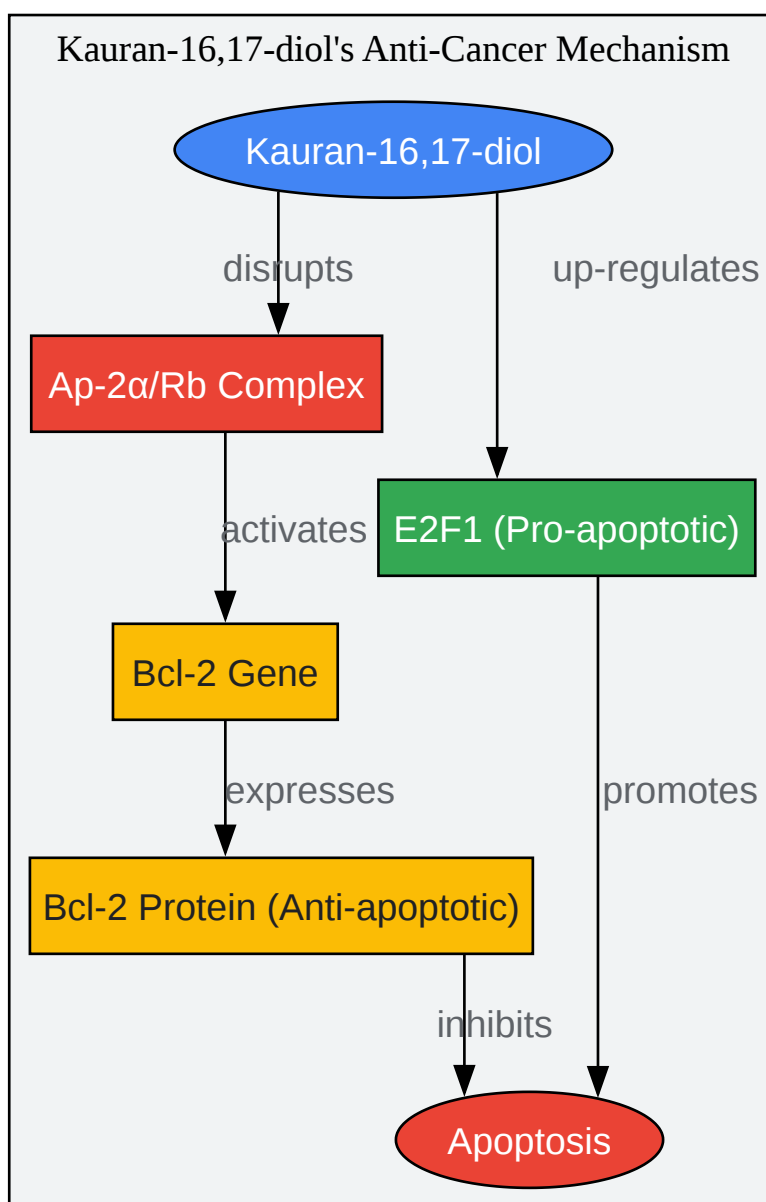 Kauran-16,17-diol's Anti-Cancer Mechanism
Kauran-16,17-diol
disrupts
up-regulates
Ap-2α/Rb Complex
activates
E2F1 (Pro-apoptotic)
Bcl-2 Gene
expresses
promotes
Bcl-2 Protein (Anti-apoptotic)
inhibits
Apoptosis